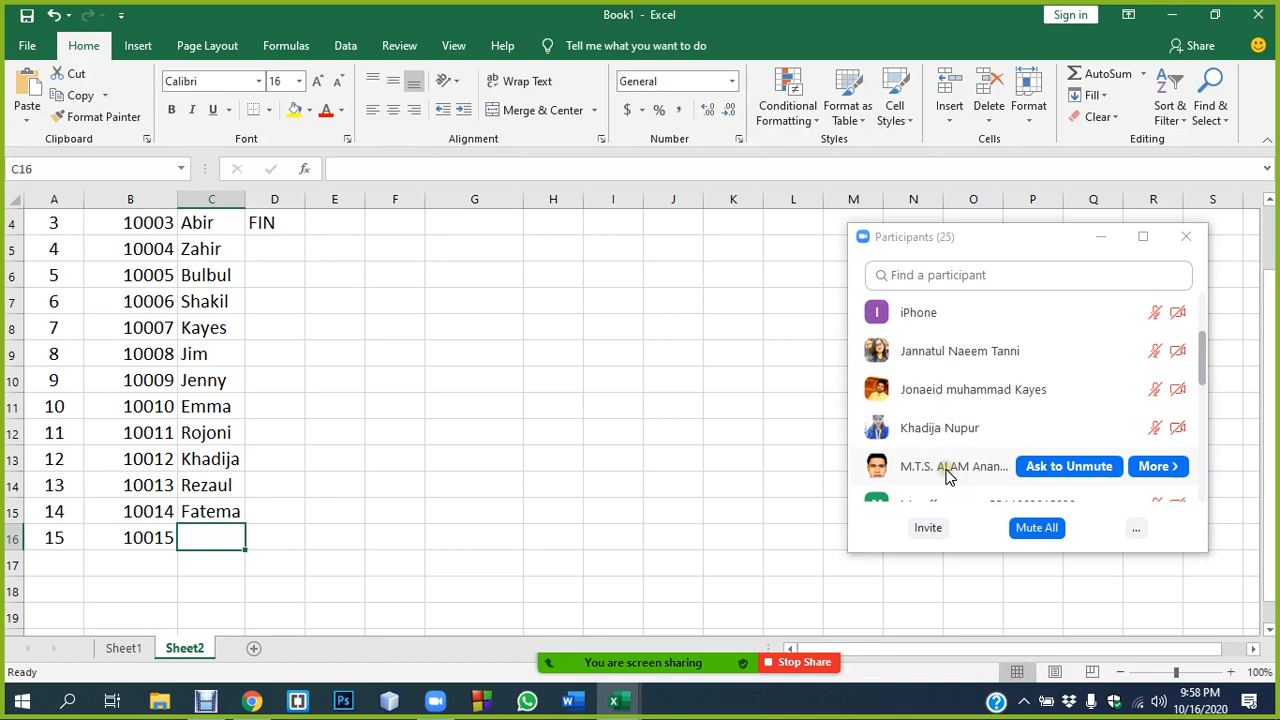 Book1 - Excel
Sign in
File Home Insert Page Layout Formulas Data Review View Help Tell me what you want to do Share
Paste
Cut
Copy
Format Painter
Clipboard
Calibri 16
B I U
Font
Wrap Text
Merge & Center
Alignment
General
$ % ,
Number
Conditional Formatting
Format as Table
Cell Styles
Styles
Insert Delete Format
Cells
AutoSum
Fill
Clear
Sort & Filter
Find & Select
Editing
C16 fx
A B C D E F G H I J K L M N O P Q R S
4 3 10003 Abir FIN
5 4 10004 Zahir
6 5 10005 Bulbul
7 6 10006 Shakil
8 7 10007 Kayes
9 8 10008 Jim
10 9 10009 Jenny
11 10 10010 Emma
12 11 10011 Rojoni
13 12 10012 Khadija
14 13 10013 Rezaul
15 14 10014 Fatema
16 15 10015
17
18
19
Participants (25)
Find a participant
I iPhone
Jannatul Naeem Tanni
Jonaeid muhammad Kayes
Khadija Nupur
M.T.S. ALAM Anan... Ask to Unmute More >
Invite Mute All ...
Sheet1 Sheet2
You are screen sharing Stop Share
Ready
100%
9:58 PM
10/16/2020